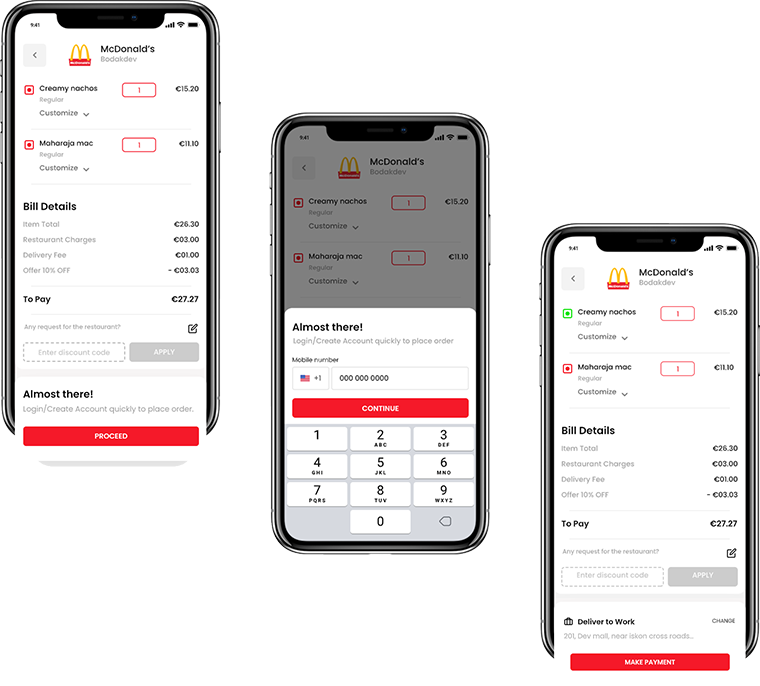 9:41
McDonald's
Bodakdev
Creamy nachos 1 €15.20
Regular
Customize
Maharaja mac 1 €11.10
Regular
Customize
Bill Details
Item Total €26.30
Restaurant Charges €03.00
Delivery Fee €01.00
Offer 10% OFF - €03.03
To Pay €27.27
Any request for the restaurant?
Enter discount code APPLY
Almost there!
Login/Create Account quickly to place order.
PROCEED
9:41
McDonald's
Bodakdev
Creamy nachos 1 €15.20
Regular
Customize
Maharaja mac 1 €11.10
Regular
Customize
Almost there!
Login/Create Account quickly to place order
Mobile number
+1 000 000 0000
CONTINUE
1 2 3
ABC DEF
4 5 6
GHI JKL MNO
7 8 9
PQRS TUV WXYZ
0
9:41
McDonald's
Bodakdev
Creamy nachos 1 €15.20
Regular
Customize
Maharaja mac 1 €11.10
Regular
Customize
Bill Details
Item Total €26.30
Restaurant Charges €03.00
Delivery Fee €01.00
Offer 10% OFF - €03.03
To Pay €27.27
Any request for the restaurant?
Enter discount code APPLY
Deliver to Work CHANGE
201, Dev mall, near iskon cross roads...
MAKE PAYMENT